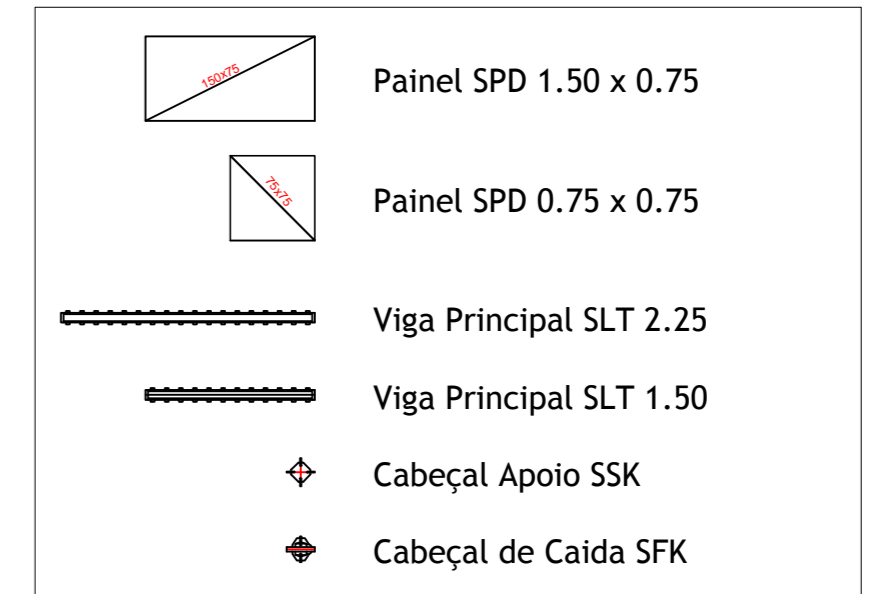 150x75
Painel SPD 1.50 x 0.75
75x75
Painel SPD 0.75 x 0.75
Viga Principal SLT 2.25
Viga Principal SLT 1.50
Cabeçal Apoio SSK
Cabeçal de Caida SFK